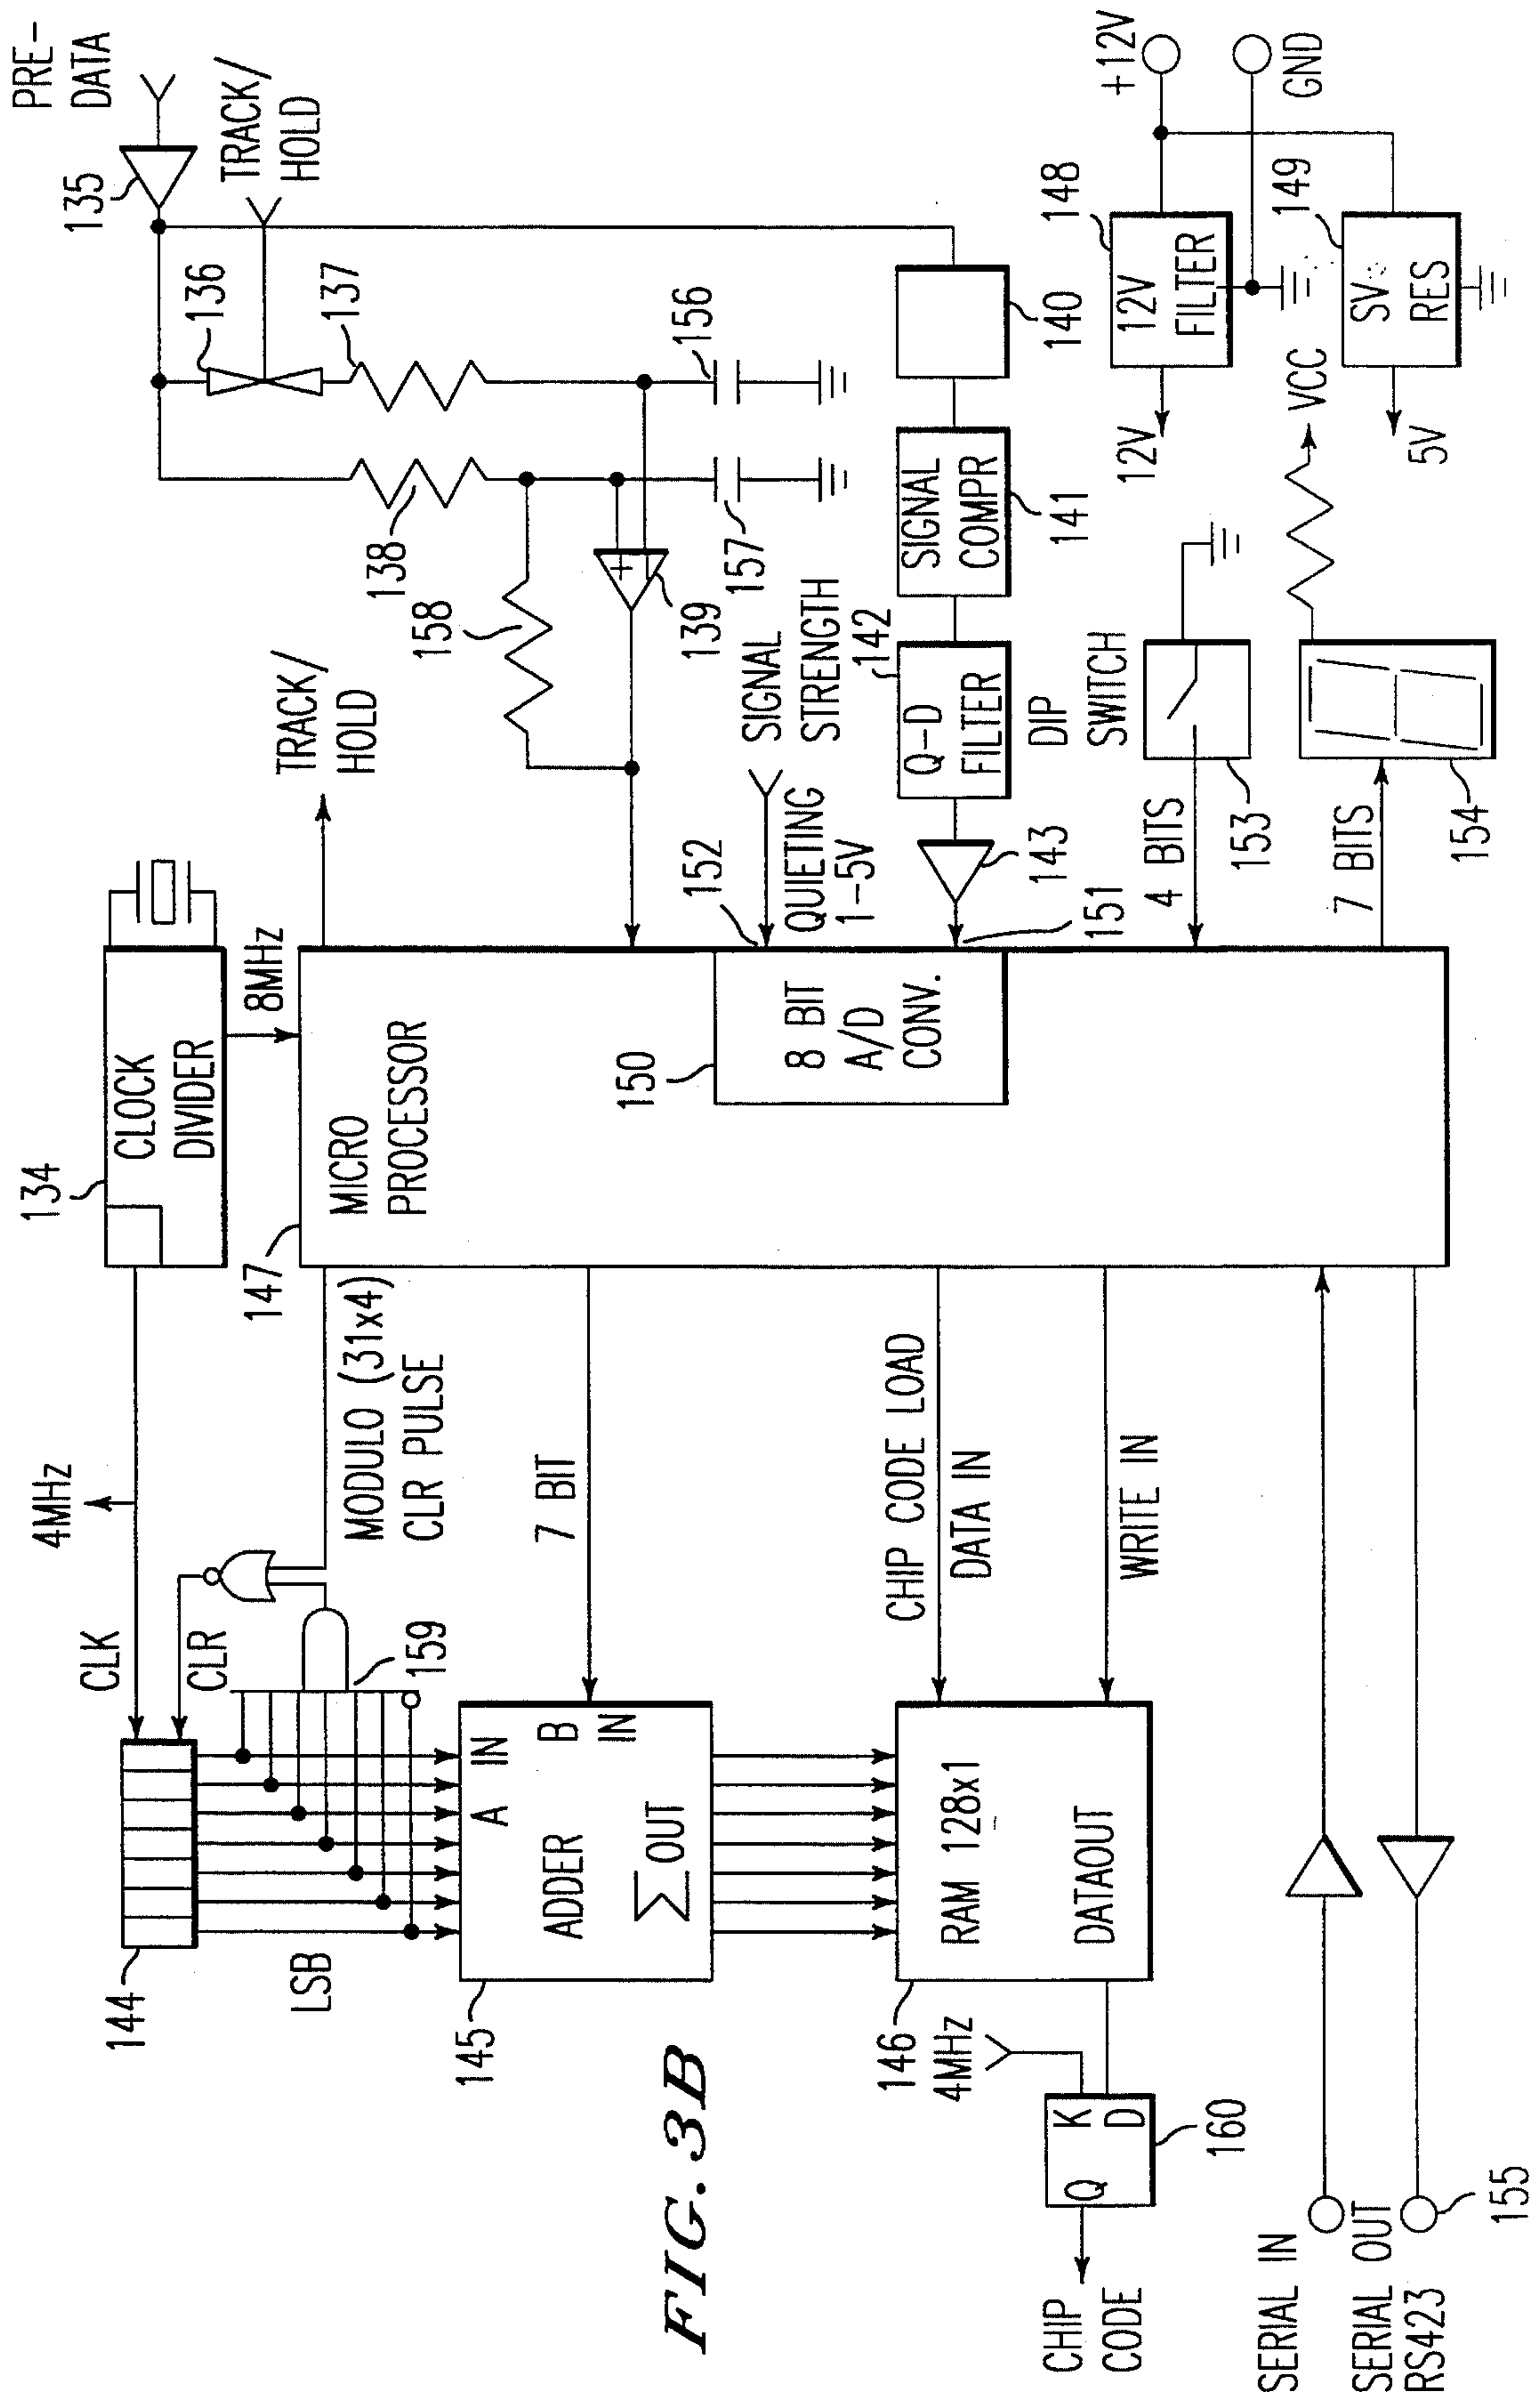 PRE-
DATA
135
TRACK/
HOLD
136
137
138
158
139
156
157
140
SIGNAL
COMPR
141
Q-D
FILTER
142
143
+12V
GND
148
12V
FILTER
12V
149
5V
RES
5V
VCC
TRACK/
HOLD
SIGNAL
STRENGTH
QUIETING
1-5V
152
151
DIP
SWITCH
4 BITS
153
7 BITS
154
134
CLOCK
DIVIDER
8MHz
147
MICRO
PROCESSOR
150
8 BIT
A/D
CONV.
4MHz
CLK
CLR
MODULO (31x4)
CLR PULSE
159
144
LSB
7 BIT
145
A IN
B
IN
ADDER
Σ OUT
CHIP CODE LOAD
DATA IN
WRITE IN
146
RAM 128x1
DATAOUT
4MHz
K
D
Q
160
CHIP
CODE
SERIAL IN
SERIAL OUT
RS423
155
+
-
FIG. 3B